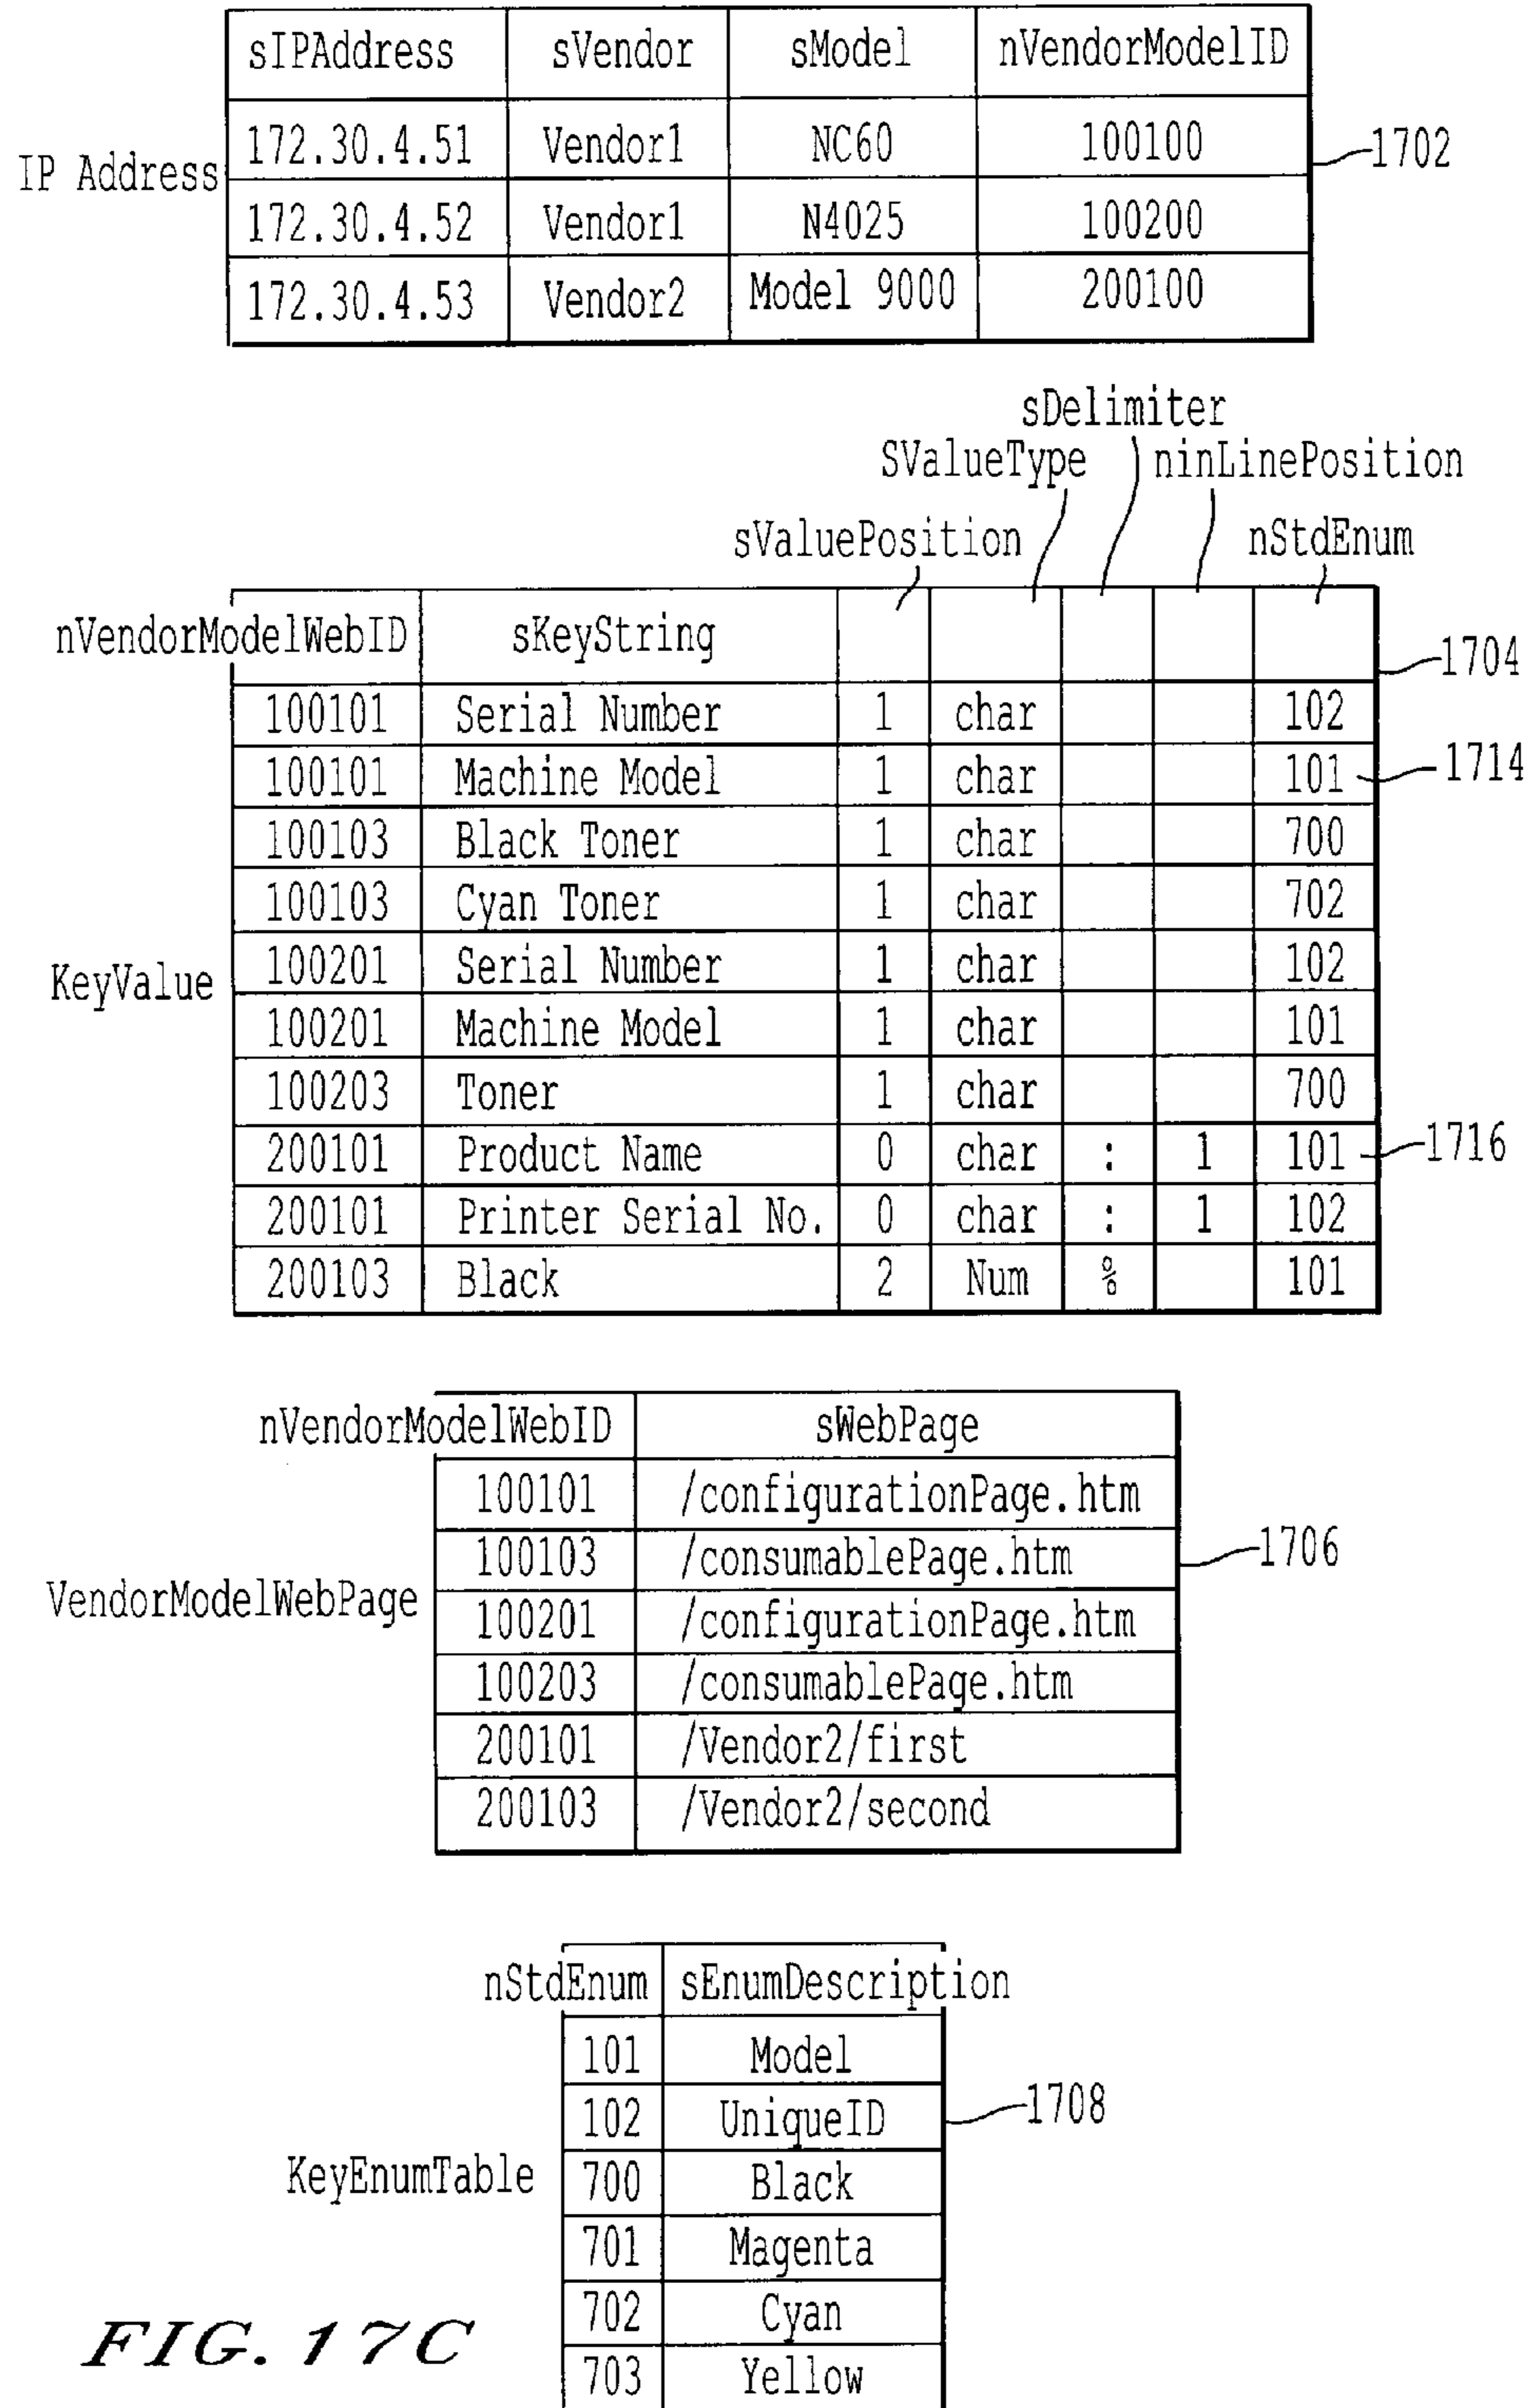 sIPAddress sVendor sModel nVendorModelID
IP Address 172.30.4.51 Vendor1 NC60 100100 1702
172.30.4.52 Vendor1 N4025 100200
172.30.4.53 Vendor2 Model 9000 200100
sDelimiter
SValueType ninLinePosition
sValuePosition nStdEnum
nVendorModelWebID sKeyString 1704
100101 Serial Number 1 char 102
100101 Machine Model 1 char 101 1714
100103 Black Toner 1 char 700
100103 Cyan Toner 1 char 702
KeyValue 100201 Serial Number 1 char 102
100201 Machine Model 1 char 101
100203 Toner 1 char 700
200101 Product Name 0 char : 1 101 1716
200101 Printer Serial No. 0 char : 1 102
200103 Black 2 Num % 101
nVendorModelWebID sWebPage
100101 /configurationPage.htm
100103 /consumablePage.htm 1706
VendorModelWebPage 100201 /configurationPage.htm
100203 /consumablePage.htm
200101 /Vendor2/first
200103 /Vendor2/second
nStdEnum sEnumDescription
101 Model
102 UniqueID 1708
KeyEnumTable 700 Black
701 Magenta
702 Cyan
703 Yellow
FIG. 17C